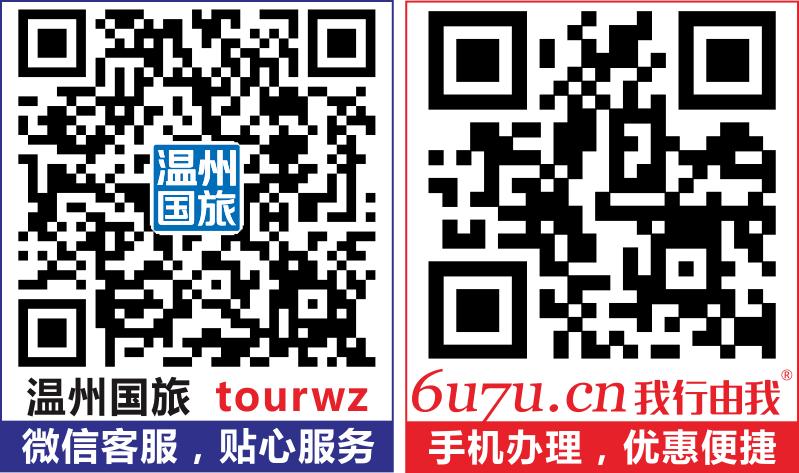 温州
国旅
温州国旅 tourwz
微信客服，贴心服务
6u7u.cn 我行由我®
手机办理，优惠便捷